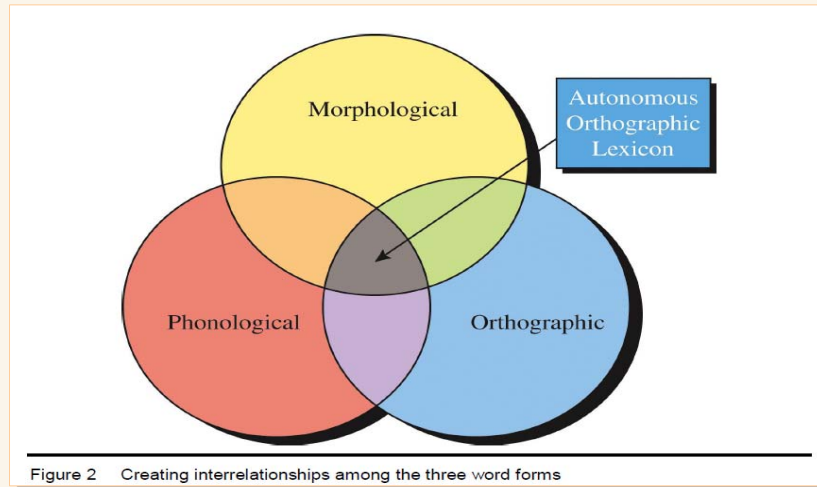 Morphological
Autonomous
Orthographic
Lexicon
Phonological
Orthographic
Figure 2 Creating interrelationships among the three word forms